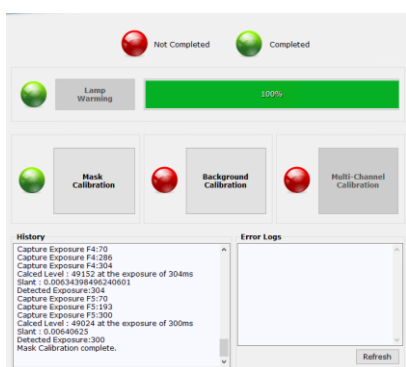 Not Completed
Completed
Lamp
Warming
100%
Mask
Calibration
Background
Calibration
Multi-Channel
Calibration
History
Capture Exposure F4:70
Capture Exposure F4:286
Capture Exposure F4:304
Calced Level : 49152 at the exposure of 304ms
Slant : 0.00634398496240601
Detected Exposure:304
Capture Exposure F5:70
Capture Exposure F5:193
Capture Exposure F5:300
Calced Level : 49024 at the exposure of 300ms
Slant : 0.00640625
Detected Exposure:300
Mask Calibration complete.
Error Logs
Refresh